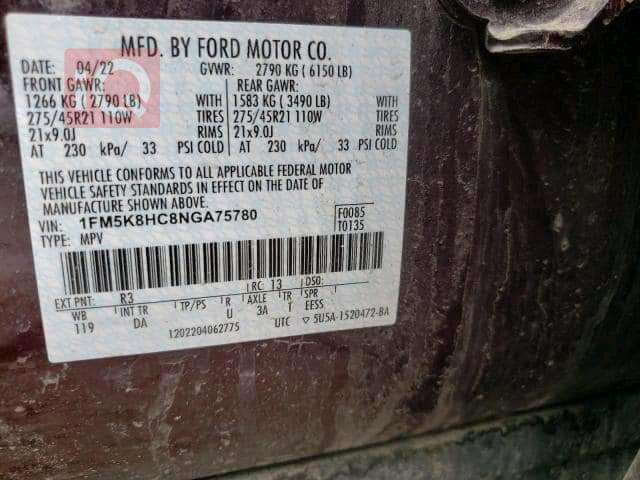 MFD. BY FORD MOTOR CO.
DATE: 04/22 GVWR: 2790 KG ( 6150 LB)
FRONT GAWR: REAR GAWR:
1266 KG ( 2790 LB) WITH 1583 KG ( 3490 LB) WITH
275/45R21 110W TIRES 275/45R21 110W TIRES
21x9.0J RIMS 21x9.0J RIMS
AT 230 kPa/ 33 PSI COLD AT 230 kPa/ 33 PSI COLD
THIS VEHICLE CONFORMS TO ALL APPLICABLE FEDERAL MOTOR
VEHICLE SAFETY STANDARDS IN EFFECT ON THE DATE OF
MANUFACTURE SHOWN ABOVE.
VIN: 1FM5K8HC8NGA75780 F0085
TYPE: MPV T0135
EXT PNT: R3 RC: 13 DSO:
WB INT TR TP/PS R AXLE TR SPR
119 DA U 3A T EESS
1202204062775 UTC ▽ 5U5A-1520472-BA